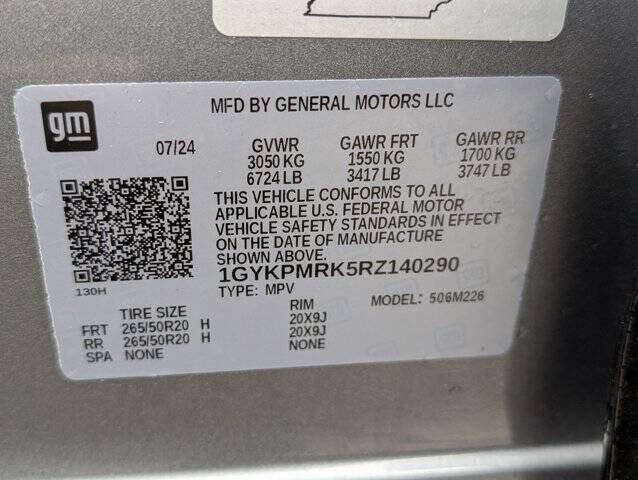 gm
MFD BY GENERAL MOTORS LLC
07/24 GVWR GAWR FRT GAWR RR
3050 KG 1550 KG 1700 KG
6724 LB 3417 LB 3747 LB
THIS VEHICLE CONFORMS TO ALL
APPLICABLE U.S. FEDERAL MOTOR
VEHICLE SAFETY STANDARDS IN EFFECT
ON THE DATE OF MANUFACTURE
SHOWN ABOVE.
1GYKPMRK5RZ140290
130H
TYPE: MPV MODEL: 506M226
TIRE SIZE RIM
FRT 265/50R20 H 20X9J
RR 265/50R20 H 20X9J
SPA NONE NONE